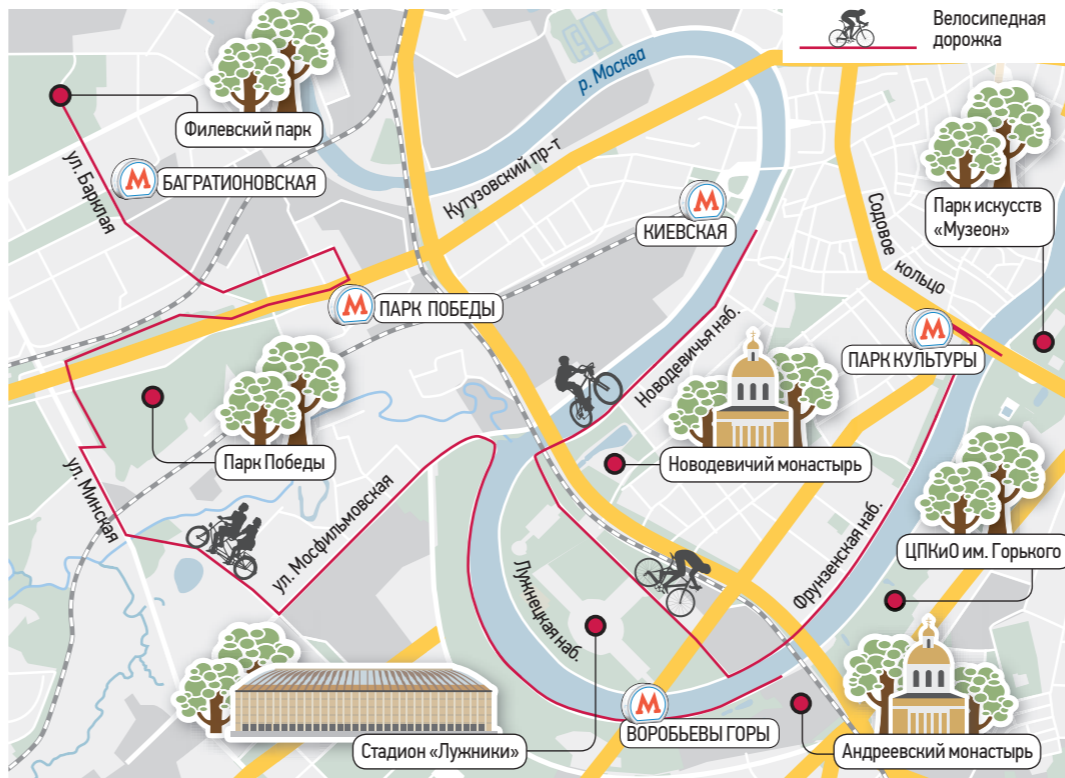 Велосипедная
дорожка
р. Москва
Филевский парк
ул. Барклая
М
БАГРАТИОНОВСКАЯ
Кутузовский пр-т
М
КИЕВСКАЯ
Парк искусств
«Музеон»
Содовое кольцо
М
ПАРК ПОБЕДЫ
Новодевичья наб.
М
ПАРК КУЛЬТУРЫ
Парк Победы
Новодевичий монастырь
ул. Минская
ул. Мосфильмовская
Лужнецкая наб.
Фрунзенская наб.
ЦПКиО им. Горького
М
ВОРОБЬЕВЫ ГОРЫ
Стадион «Лужники»
Андреевский монастырь